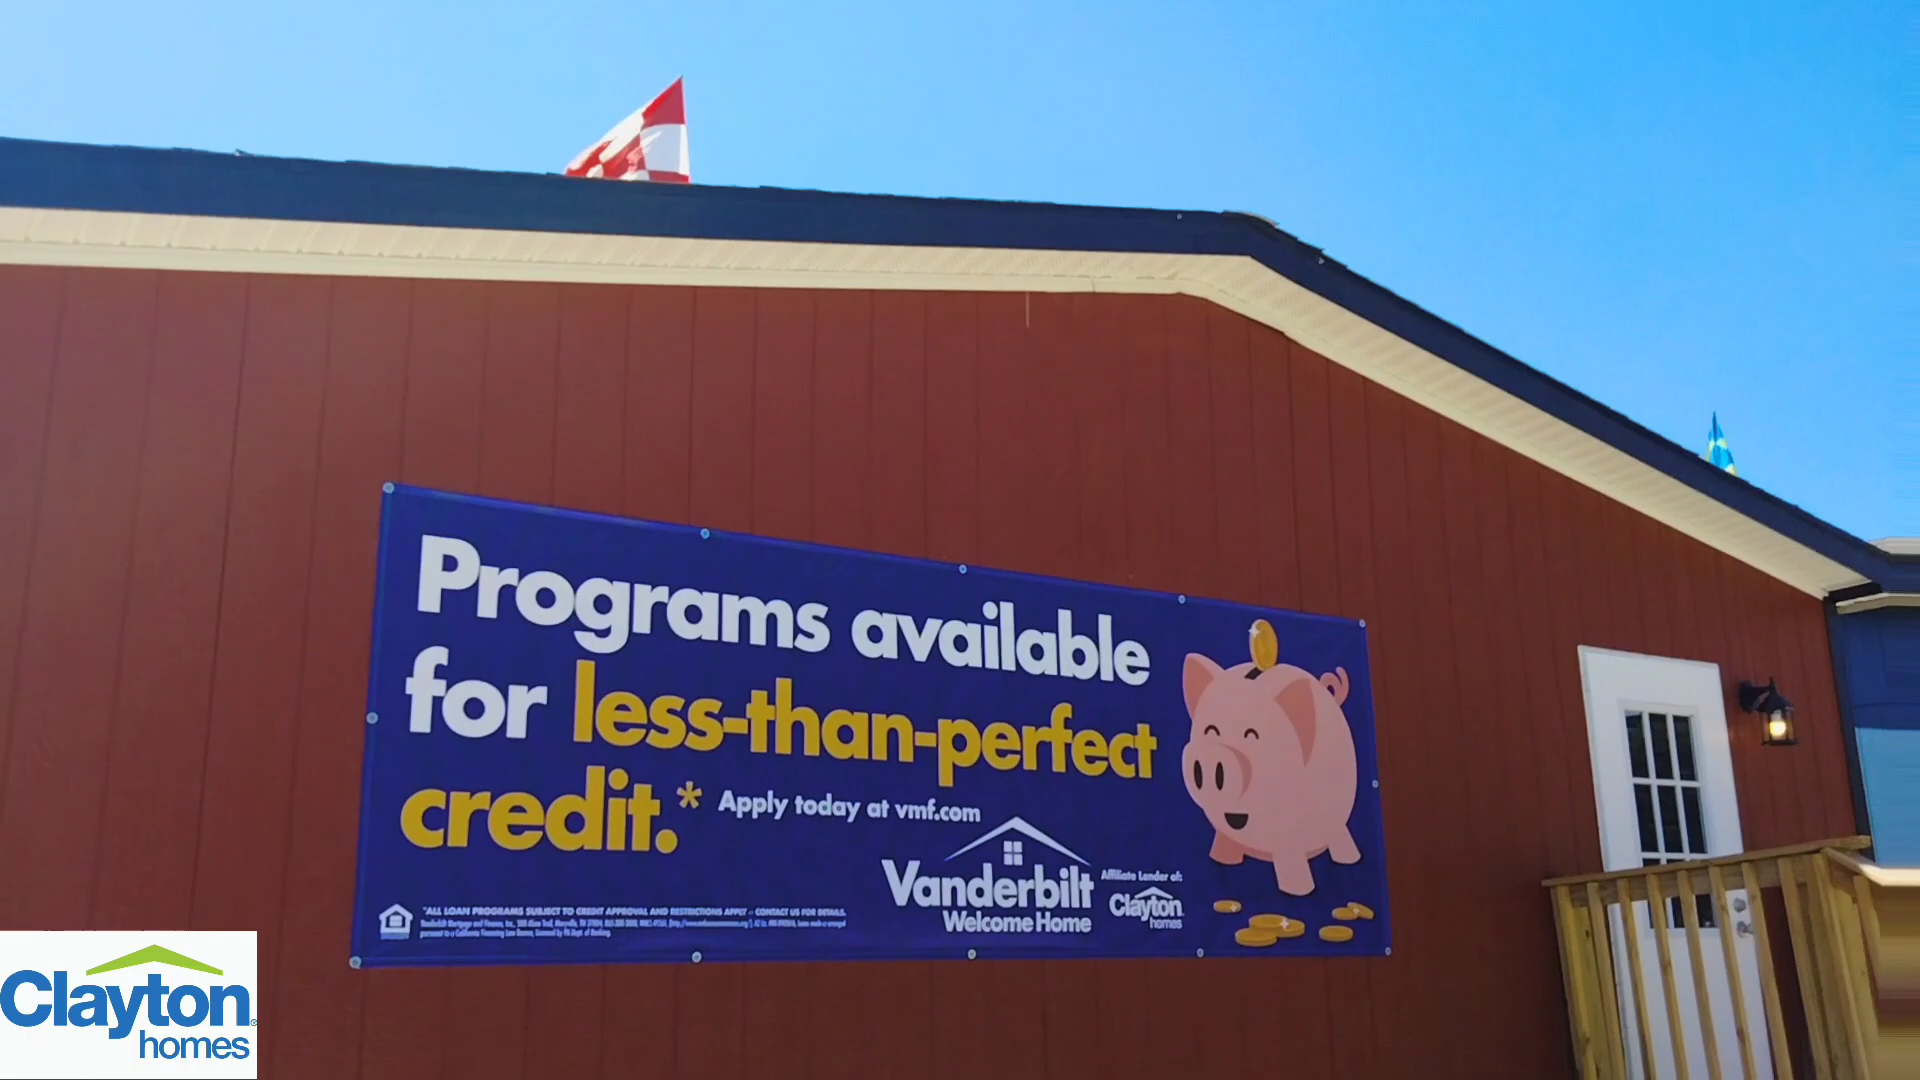 Programs available
for less-than-perfect
credit.* Apply today at vmf.com
Vanderbilt
Welcome Home
Affiliate Lender of:
Clayton
homes
*ALL LOAN PROGRAMS SUBJECT TO CREDIT APPROVAL AND RESTRICTIONS APPLY - CONTACT US FOR DETAILS.
Clayton
homes